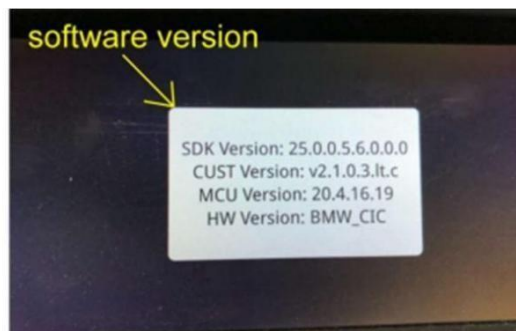 software version
SDK Version: 25.0.0.5.6.0.0.0
CUST Version: v2.1.0.3.lt.c
MCU Version: 20.4.16.19
HW Version: BMW_CIC